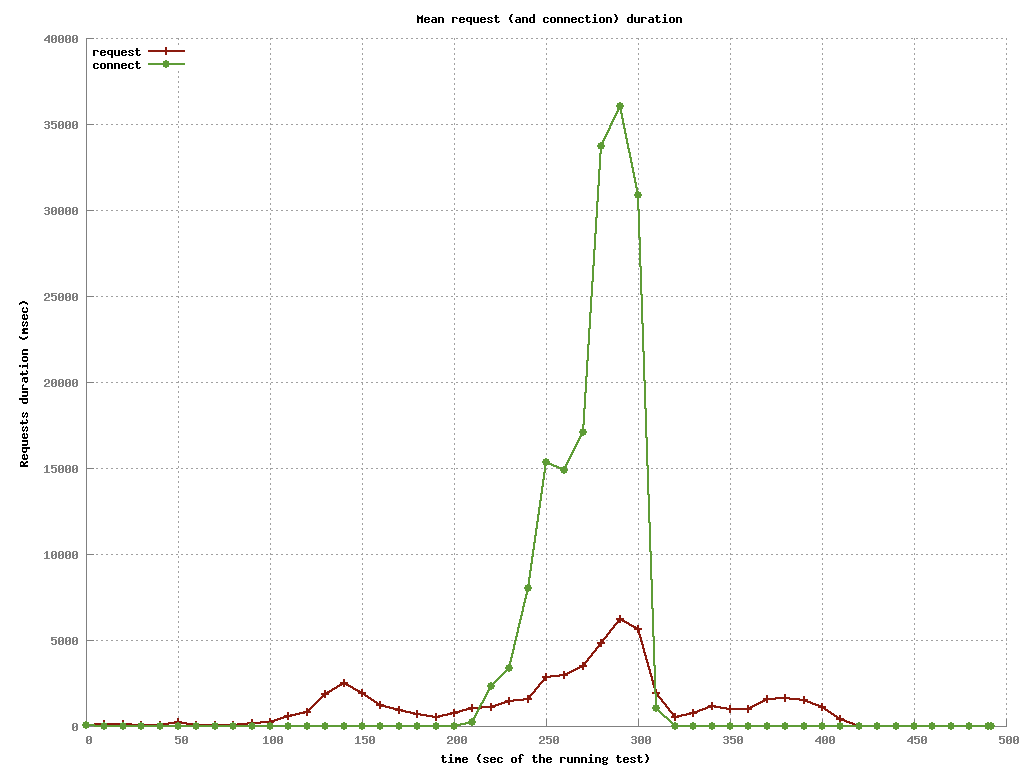 Mean request (and connection) duration
request
connect
40000
35000
30000
25000
20000
15000
10000
5000
0
Requests duration (msec)
0 50 100 150 200 250 300 350 400 450 500
time (sec of the running test)